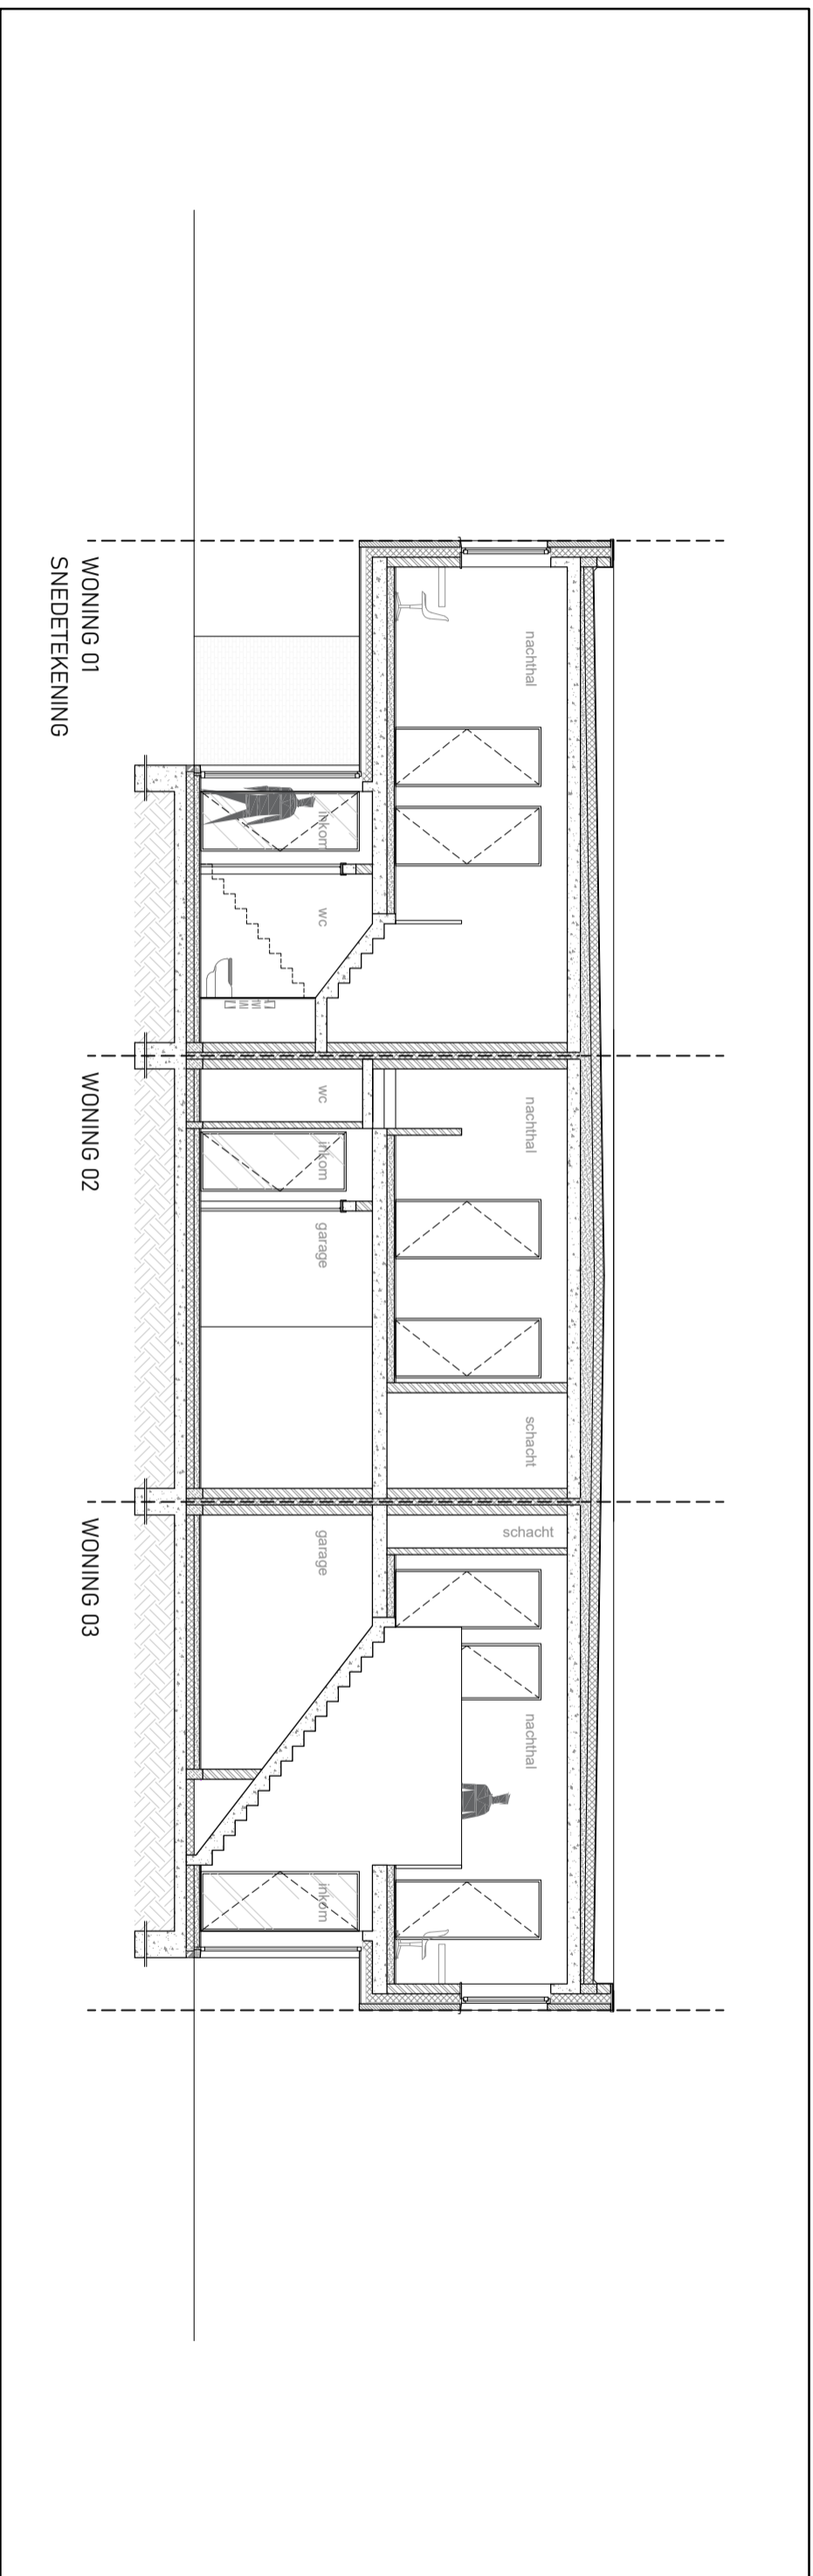 nachthal
nachthal
schacht
schacht
nachthal
inkom
wc
wc
inkom
garage
garage
inkom
WONING 01
SNEDETEKENING
WONING 02
WONING 03